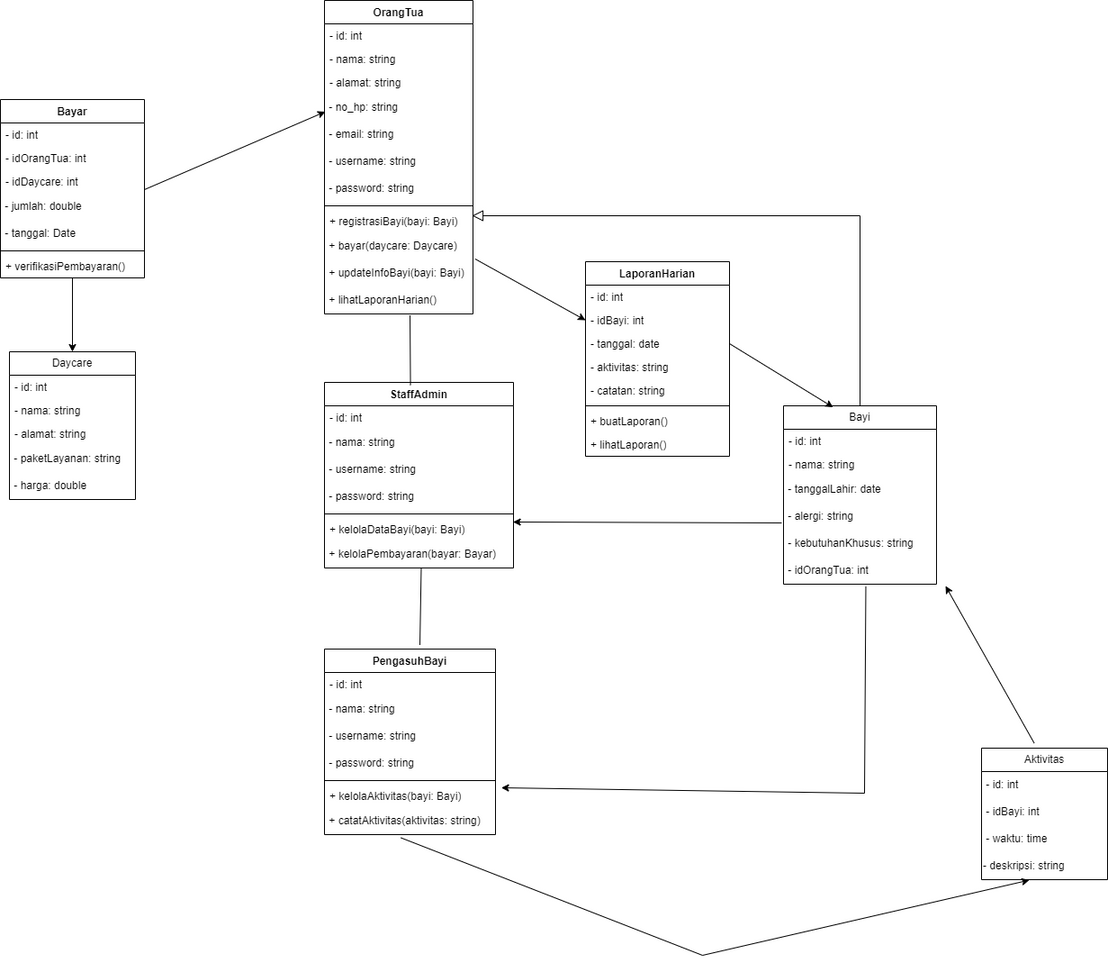 OrangTua
- id: int
- nama: string
- alamat: string
- no_hp: string
- email: string
- username: string
- password: string
+ registrasiBayi(bayi: Bayi)
+ bayar(daycare: Daycare)
+ updateInfoBayi(bayi: Bayi)
+ lihatLaporanHarian()
Bayar
- id: int
- idOrangTua: int
- idDaycare: int
- jumlah: double
- tanggal: Date
+ verifikasiPembayaran()
Daycare
- id: int
- nama: string
- alamat: string
- paketLayanan: string
- harga: double
LaporanHarian
- id: int
- idBayi: int
- tanggal: date
- aktivitas: string
- catatan: string
+ buatLaporan()
+ lihatLaporan()
StaffAdmin
- id: int
- nama: string
- username: string
- password: string
+ kelolaDataBayi(bayi: Bayi)
+ kelolaPembayaran(bayar: Bayar)
Bayi
- id: int
- nama: string
- tanggalLahir: date
- alergi: string
- kebutuhanKhusus: string
- idOrangTua: int
PengasuhBayi
- id: int
- nama: string
- username: string
- password: string
+ kelolaAktivitas(bayi: Bayi)
+ catatAktivitas(aktivitas: string)
Aktivitas
- id: int
- idBayi: int
- waktu: time
- deskripsi: string